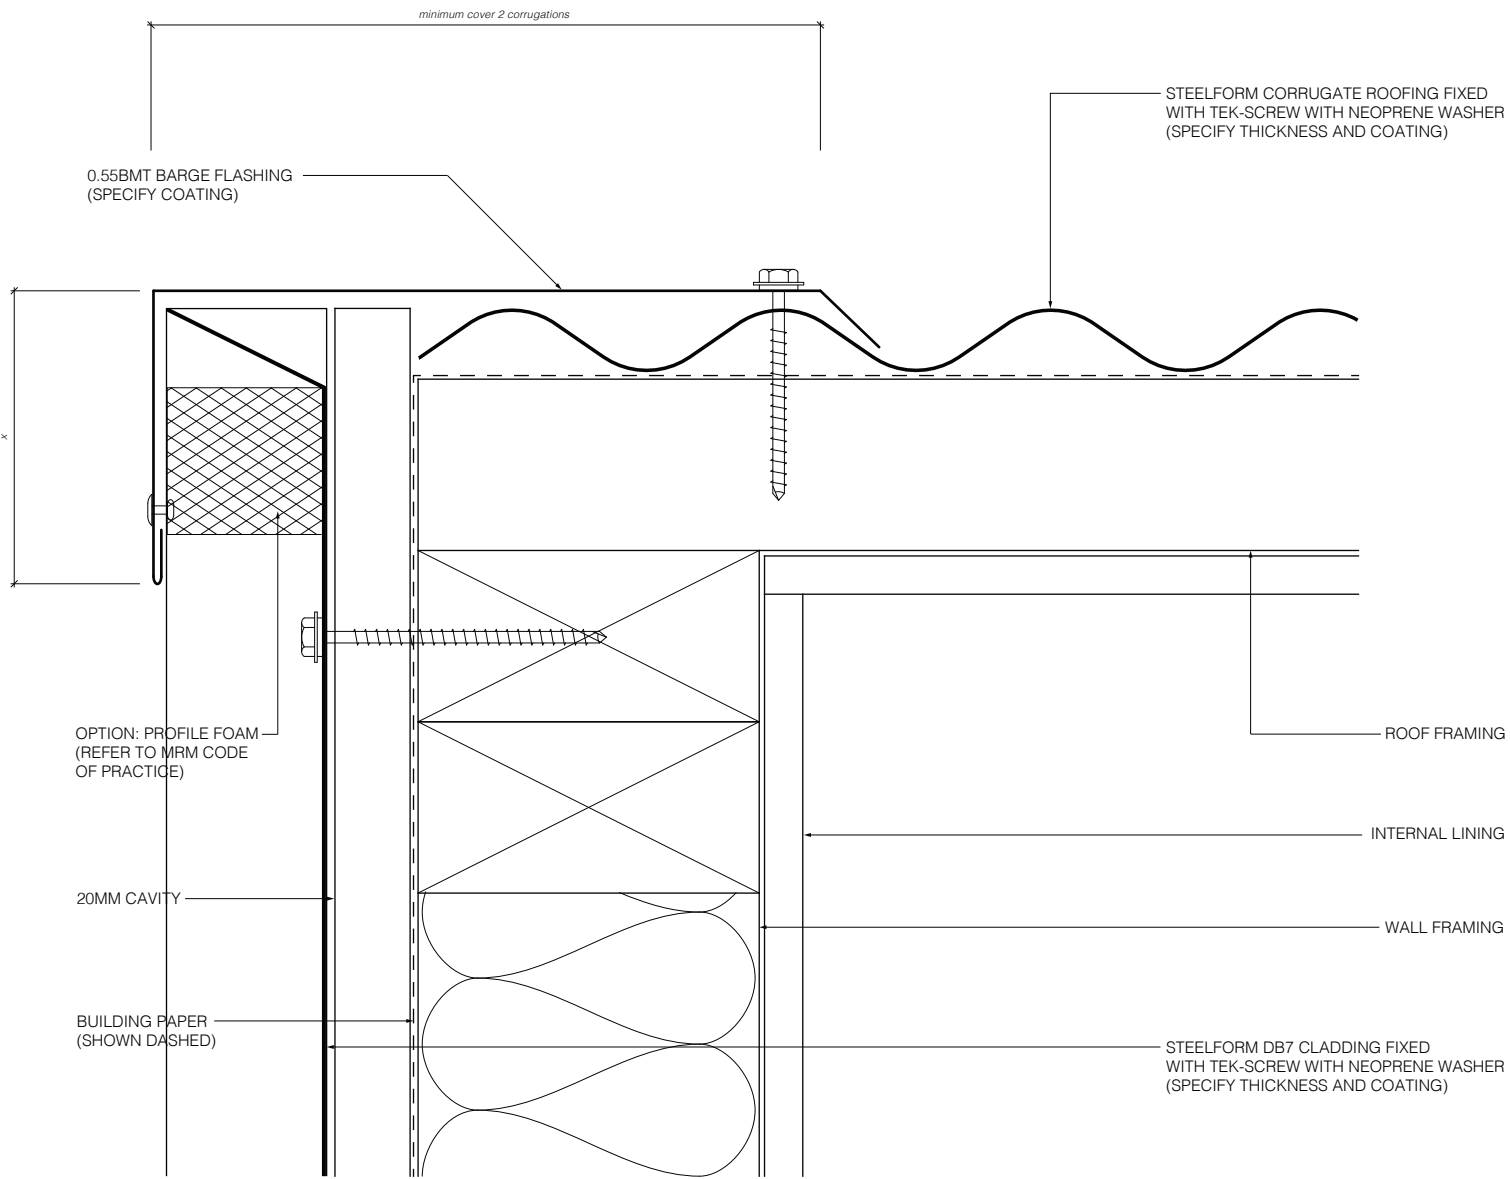 minimum cover 2 corrugations
STEELFORM CORRUGATE ROOFING FIXED
WITH TEK-SCREW WITH NEOPRENE WASHER
(SPECIFY THICKNESS AND COATING)
0.55BMT BARGE FLASHING
(SPECIFY COATING)
x
OPTION: PROFILE FOAM
(REFER TO MRM CODE
OF PRACTICE)
ROOF FRAMING
INTERNAL LINING
20MM CAVITY
WALL FRAMING
BUILDING PAPER
(SHOWN DASHED)
STEELFORM DB7 CLADDING FIXED
WITH TEK-SCREW WITH NEOPRENE WASHER
(SPECIFY THICKNESS AND COATING)